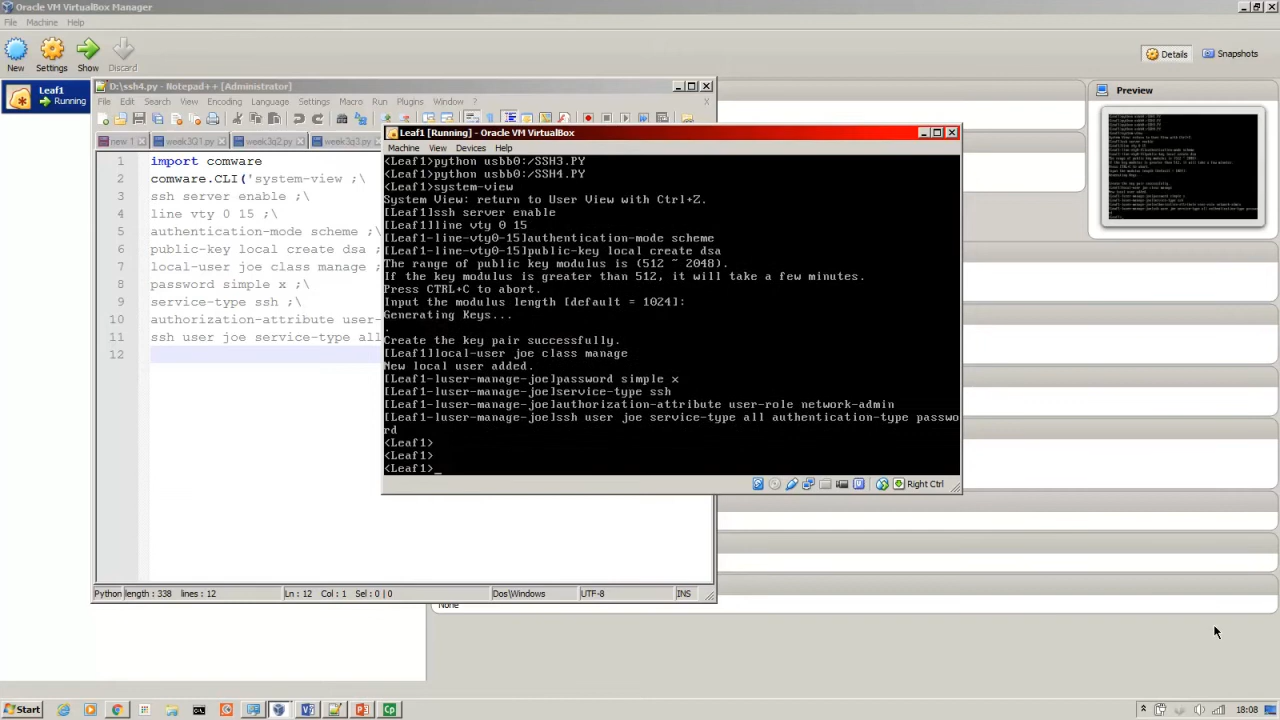 Oracle VM VirtualBox Manager
File Machine Help
New Settings Show Discard
Details Snapshots
Leaf1
Running
Preview
D:\ssh4.py - Notepad++ [Administrator]
File Edit Search View Encoding Language Settings Macro Run Plugins Window ? X
new 1 week3Q1.py week3q2.py week3q3.py
1 import comware
2 comware.CLI('system-view ;\
3 ssh server enable ;\
4 line vty 0 15 ;\
5 authentication-mode scheme ;\
6 public-key local create dsa ;\
7 local-user joe class manage ;\
8 password simple x ;\
9 service-type ssh ;\
10 authorization-attribute user-
11 ssh user joe service-type all
12
Leaf1 [Running] - Oracle VM VirtualBox
Machine View Devices Help
<Leaf1>python usbb0:/SSH3.PY
<Leaf1>python usbb0:/SSH4.PY
<Leaf1>system-view
System View: return to User View with Ctrl+Z.
[Leaf1]ssh server enable
[Leaf1]line vty 0 15
[Leaf1-line-vty0-15]authentication-mode scheme
[Leaf1-line-vty0-15]public-key local create dsa
The range of public key modulus is (512 ~ 2048).
If the key modulus is greater than 512, it will take a few minutes.
Press CTRL+C to abort.
Input the modulus length [default = 1024]:
Generating Keys...
.
Create the key pair successfully.
[Leaf1]local-user joe class manage
New local user added.
[Leaf1-luser-manage-joe]password simple x
[Leaf1-luser-manage-joe]service-type ssh
[Leaf1-luser-manage-joe]authorization-attribute user-role network-admin
[Leaf1-luser-manage-joe]ssh user joe service-type all authentication-type passwo
rd
<Leaf1>
<Leaf1>
<Leaf1>_
Right Ctrl
Python length : 338 lines : 12 Ln : 12 Col : 1 Sel : 0 | 0 Dos\Windows UTF-8 INS
None
Start 18:08